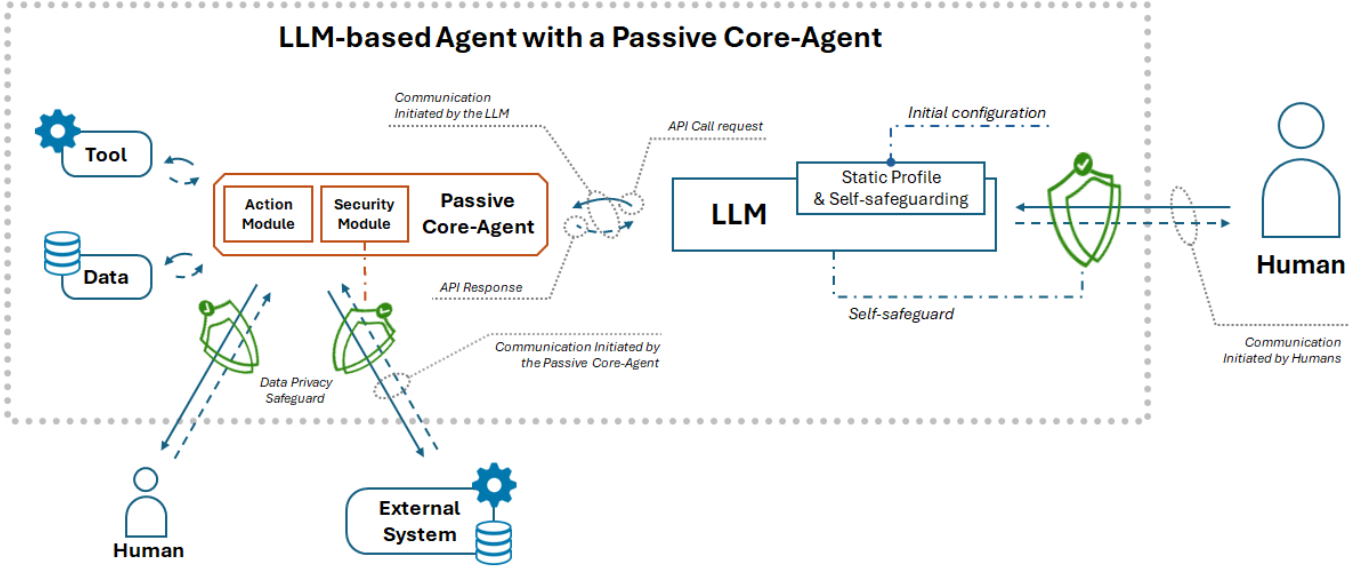 LLM-based Agent with a Passive Core-Agent
Communication
Initiated by the LLM
API Call request
Initial configuration
Tool
Static Profile
& Self-safeguarding
LLM
Action
Module
Security
Module
Passive
Core-Agent
Data
Human
API Response
Self-safeguard
Communication Initiated by
the Passive Core-Agent
Communication
Initiated by Humans
Data Privacy
Safeguard
Human
External
System